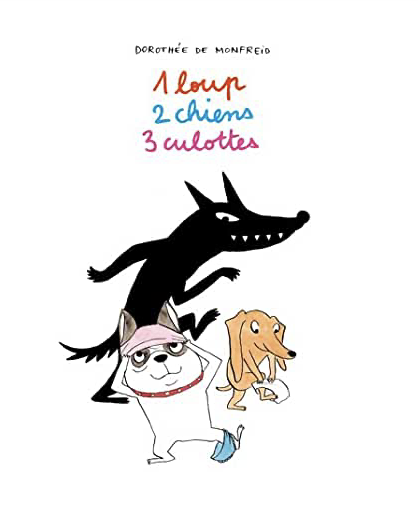 DOROTHÉE DE MONFREID
1 loup
2 chiens
3 culottes